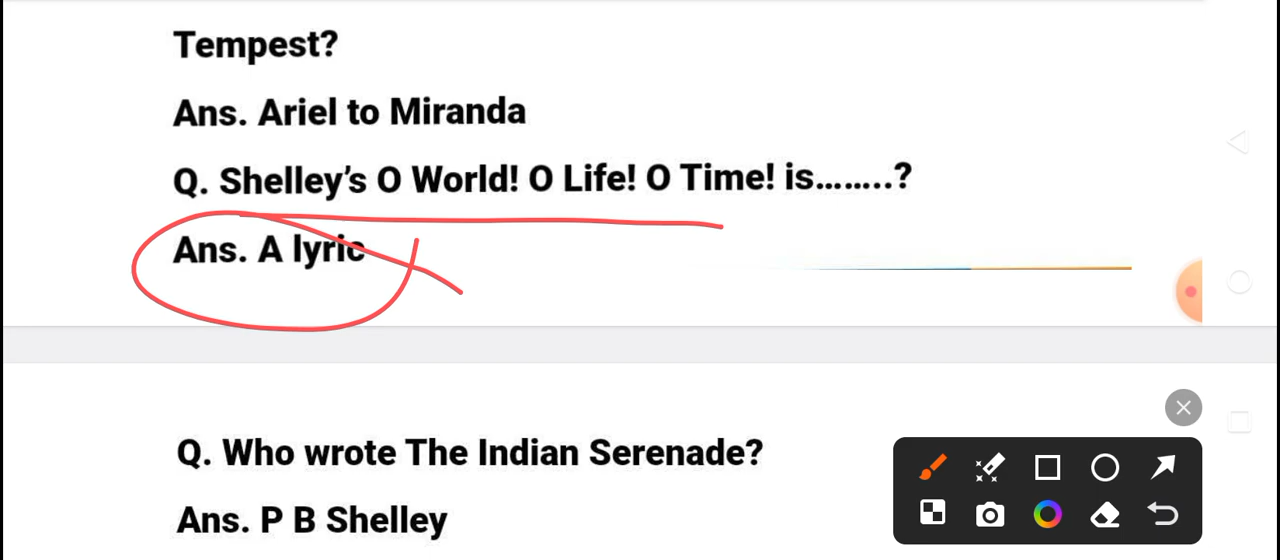 Tempest?
Ans. Ariel to Miranda
Q. Shelley’s O World! O Life! O Time! is........?
Ans. A lyric
Q. Who wrote The Indian Serenade?
Ans. P B Shelley